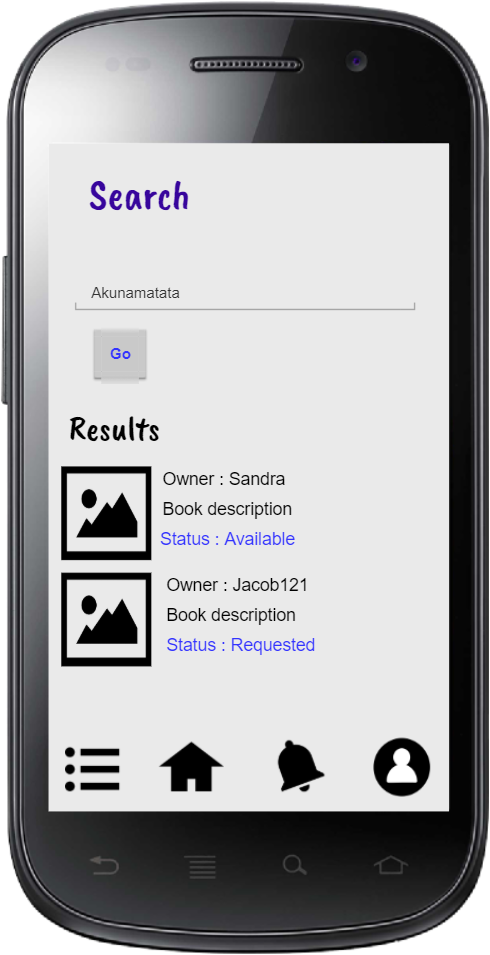 Search
Akunamatata
Go
Results
Owner : Sandra
Book description
Status : Available
Owner : Jacob121
Book description
Status : Requested